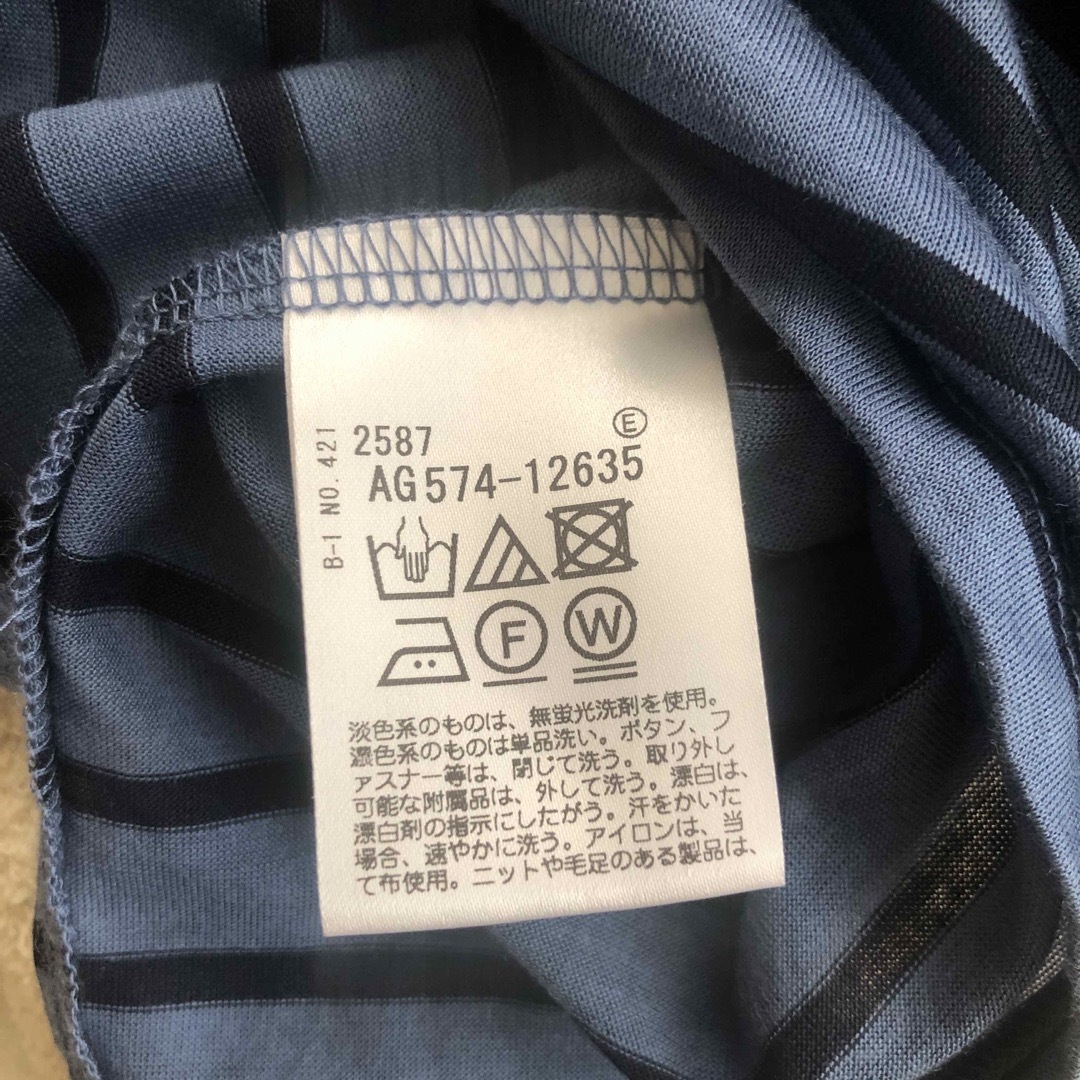 B-1 NO. 421
2587
E
AG574-12635
F
W
淡色系のものは、無蛍光洗剤を使用。
濃色系のものは単品洗い。ボタン、フ
ァスナー等は、閉じて洗う。取り外し
可能な附属品は、外して洗う。漂白は、
漂白剤の指示にしたがう。汗をかいた
場合、速やかに洗う。アイロンは、当
て布使用。ニットや毛足のある製品は、